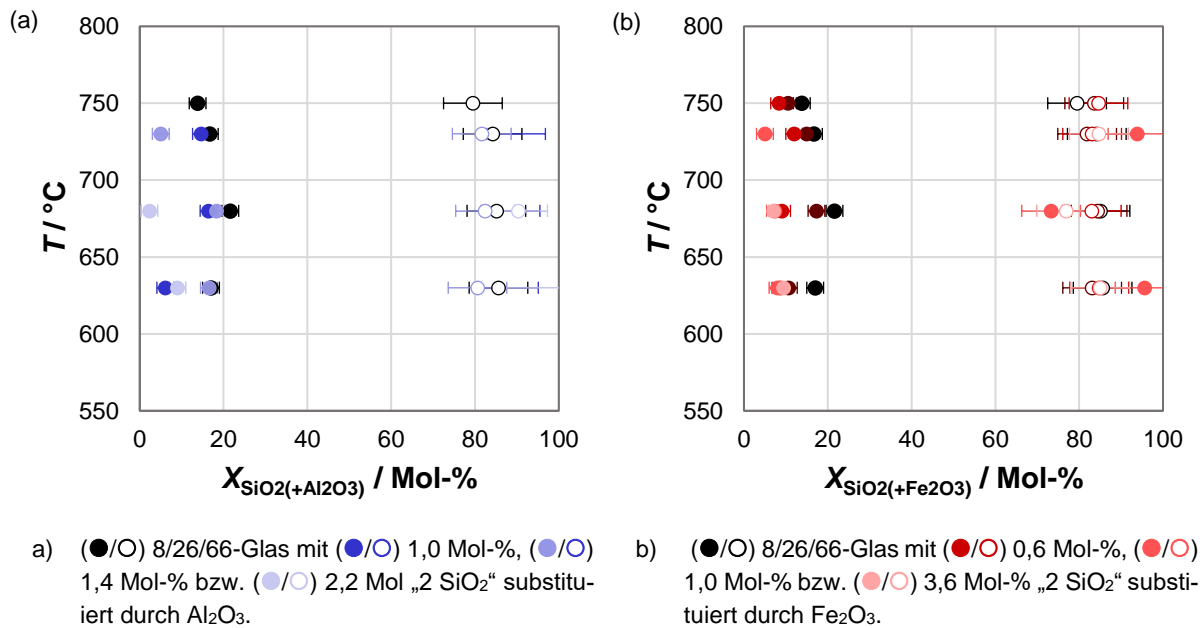 (a)
800
750
700
650
600
550
T / °C
0 20 40 60 80 100
XSiO2(+Al2O3) / Mol-%
(b)
800
750
700
650
600
550
T / °C
0 20 40 60 80 100
XSiO2(+Fe2O3) / Mol-%
a) (●/○) 8/26/66-Glas mit (●/○) 1,0 Mol-%, (●/○)
1,4 Mol-% bzw. (●/○) 2,2 Mol „2 SiO₂“ substitu-
iert durch Al₂O₃.
b) (●/○) 8/26/66-Glas mit (●/○) 0,6 Mol-%, (●/○)
1,0 Mol-% bzw. (●/○) 3,6 Mol-% „2 SiO₂“ substi-
tuiert durch Fe₂O₃.